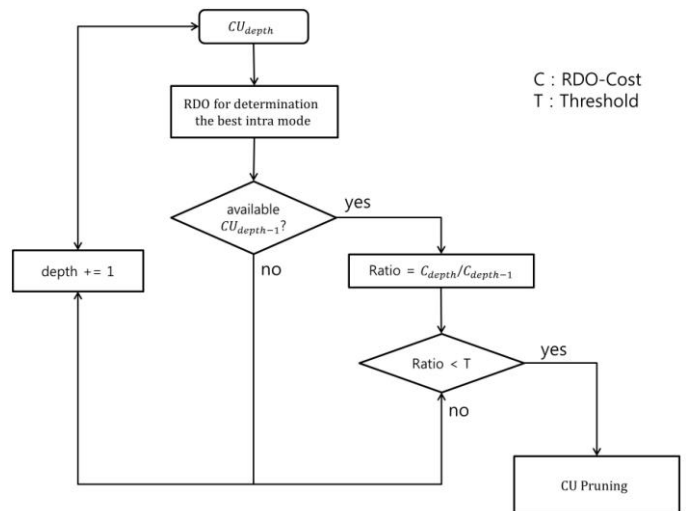 CU_depth
C : RDO-Cost
T : Threshold
RDO for determination
the best intra mode
available
CU_depth−1?
yes
no
depth += 1
Ratio = C_depth/C_depth−1
Ratio < T
yes
no
CU Pruning